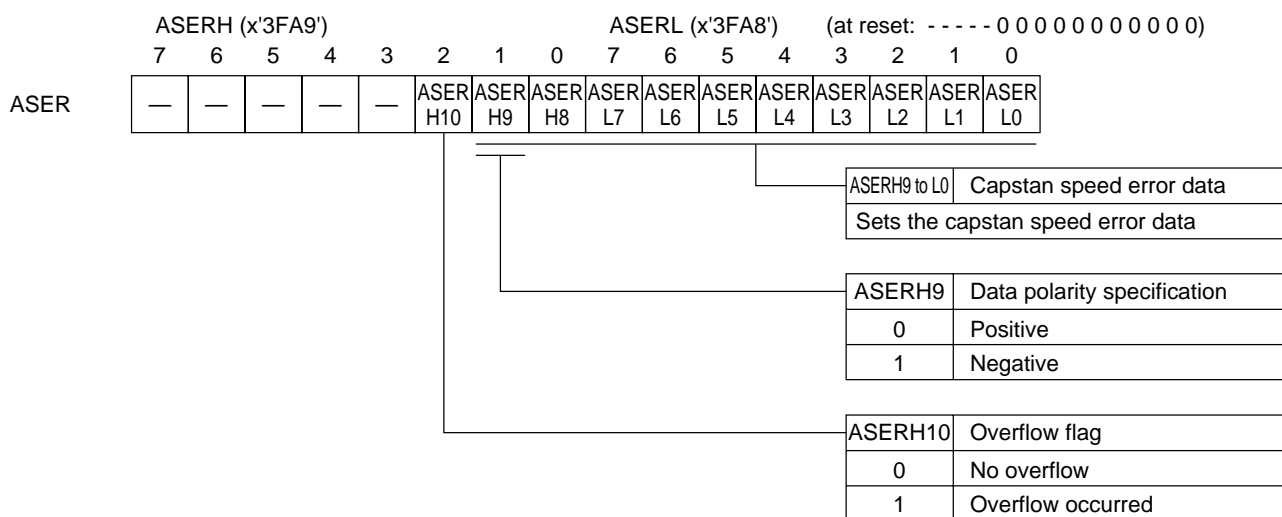 ASERH (x'3FA9') ASERL (x'3FA8') (at reset: - - - - - 0 0 0 0 0 0 0 0 0 0 0)
7 6 5 4 3 2 1 0 7 6 5 4 3 2 1 0
ASER — — — — — ASER H10 ASER H9 ASER H8 ASER L7 ASER L6 ASER L5 ASER L4 ASER L3 ASER L2 ASER L1 ASER L0
ASERH9 to L0 Capstan speed error data
Sets the capstan speed error data
ASERH9 Data polarity specification
0 Positive
1 Negative
ASERH10 Overflow flag
0 No overflow
1 Overflow occurred